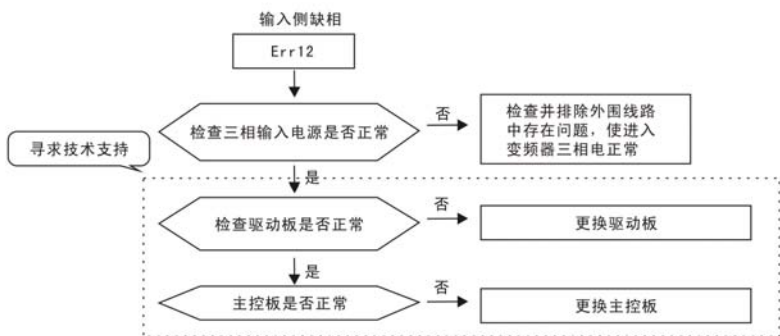 输入侧缺相
Err12
检查三相输入电源是否正常
否
检查并排除外围线路
中存在问题，使进入
变频器三相电正常
寻求技术支持
是
检查驱动板是否正常
否
更换驱动板
是
主控板是否正常
否
更换主控板